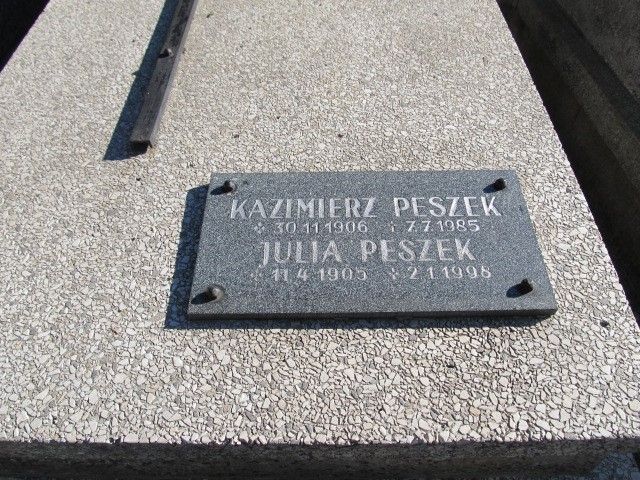 KAZIMIERZ PESZEK
30.11.1906 7.7.1985
JULIA PESZEK
11.4.1905 2.1.1998